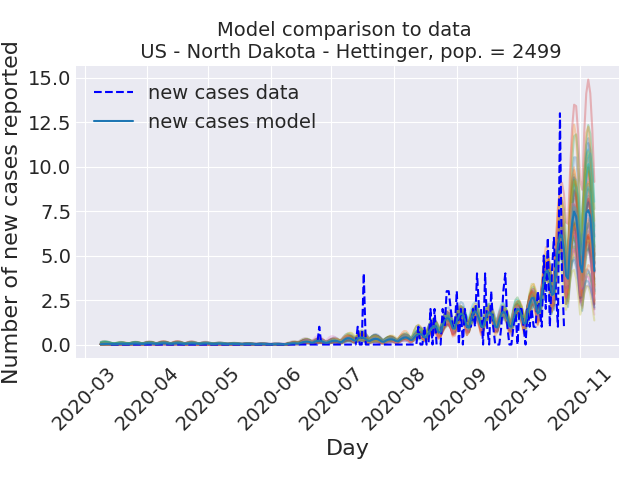 Model comparison to data
US - North Dakota - Hettinger, pop. = 2499
Number of new cases reported
15.0
12.5
10.0
7.5
5.0
2.5
0.0
new cases data
new cases model
2020-03
2020-04
2020-05
2020-06
2020-07
2020-08
2020-09
2020-10
2020-11
Day